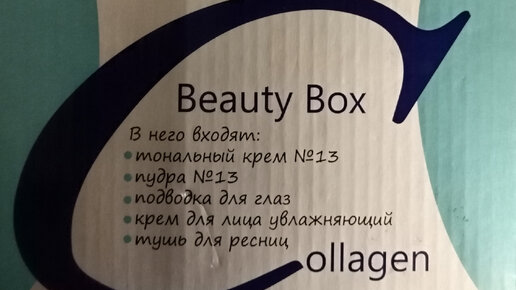 Beauty Box
В него входят:
•тональный крем №13
•пудра №13
•подводка для глаз
•крем для лица увлажняющий
•тушь для ресниц
Collagen